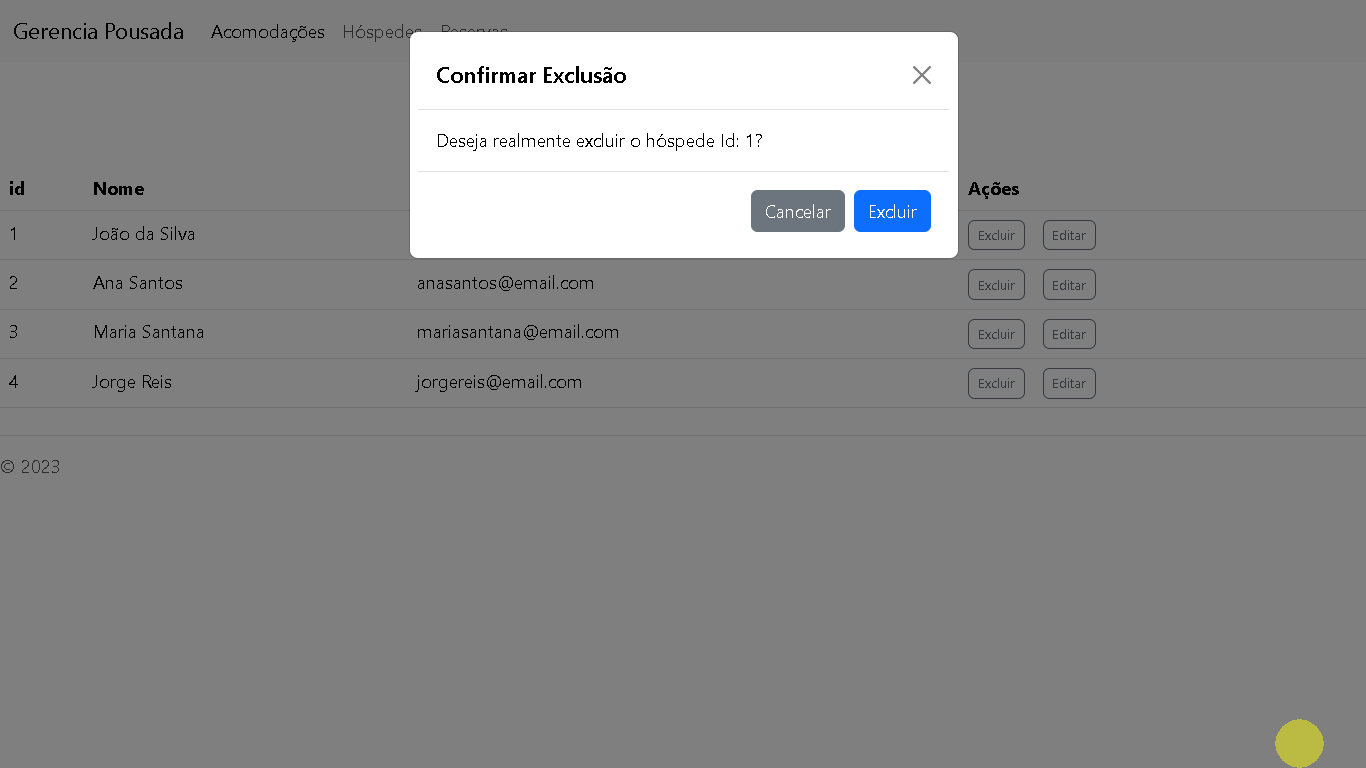 Gerencia Pousada Acomodações Hóspedes Reservas
Confirmar Exclusão
Deseja realmente excluir o hóspede Id: 1?
Cancelar Excluir
id Nome Ações
1 João da Silva Excluir Editar
2 Ana Santos anasantos@email.com Excluir Editar
3 Maria Santana mariasantana@email.com Excluir Editar
4 Jorge Reis jorgereis@email.com Excluir Editar
© 2023